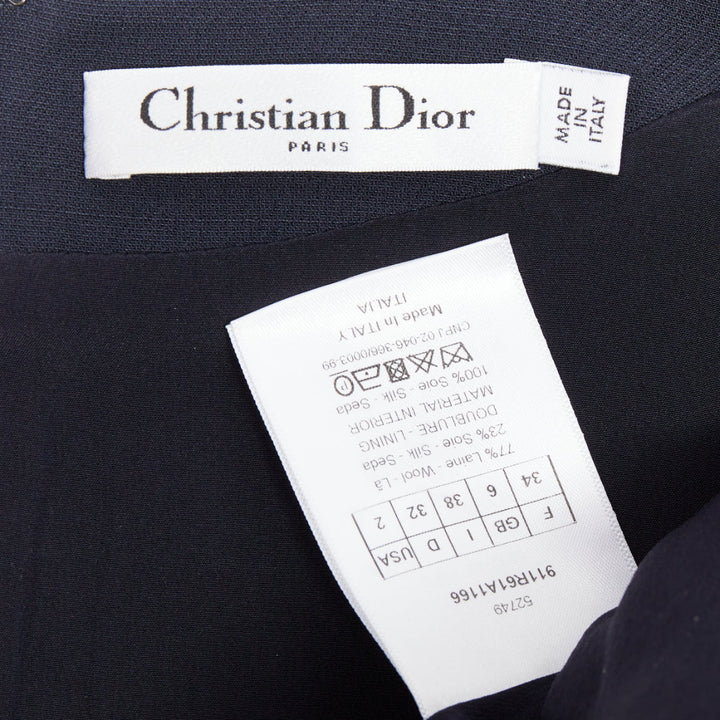 Christian Dior
PARIS
MADE
IN
ITALY
52749
911R61A1166
F GB I D USA
34 6 38 32 2
77% Laine - Wool - Lã
23% Soie - Silk - Seda
DOUBLURE - LINING
MATERIAL INTERIOR
100% Soie - Silk - Seda
P
CNPJ 02-046-366/0003-99
Made In ITALY
ITALIA